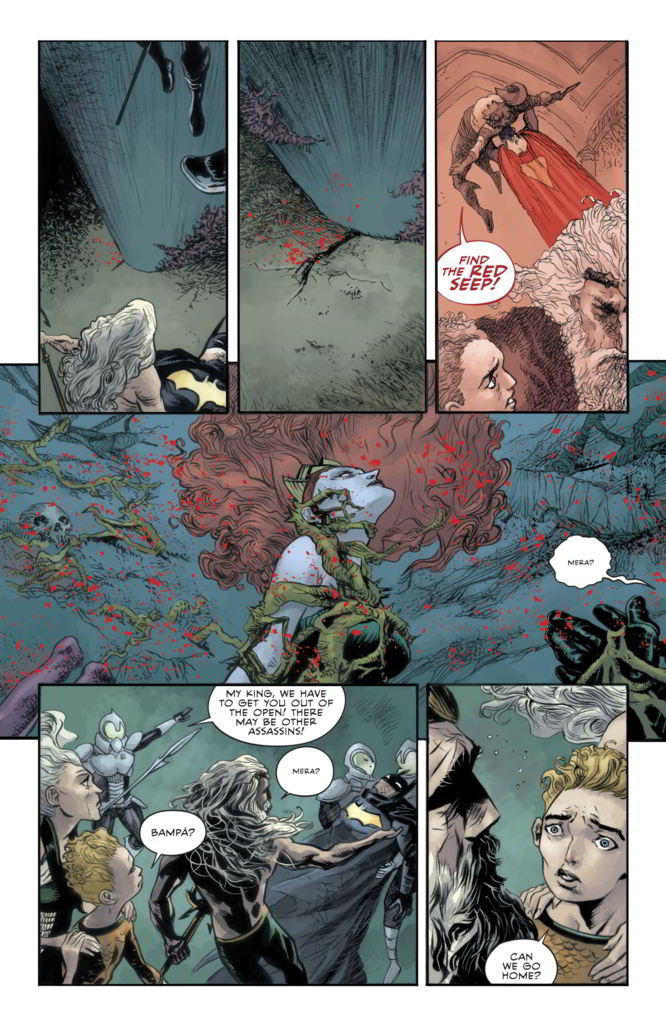 FIND
THE RED
SEEP!
MERA?
MY KING, WE HAVE
TO GET YOU OUT OF
THE OPEN! THERE
MAY BE OTHER
ASSASSINS!
MERA?
BAMPÁ?
CAN
WE GO
HOME?